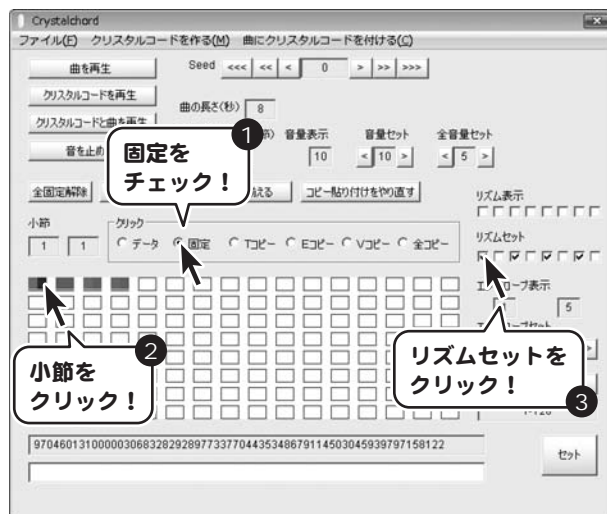 Crystalchord
ファイル(F) クリスタルコードを作る(M) 曲にクリスタルコードを付ける(C)
曲を再生 Seed <<< << < 0 > >> >>>
クリスタルコードを再生
曲の長さ(秒) 8
クリスタルコードと曲を再生
音量表示 音量セット 全音量セット
音を止め 10 < 10 > < 5 >
1
固定を
チェック！
全固定解除 コピー貼り付けをやり直す
リズム表示
小節 クリック
リズムセット
1 1 データ 固定 Tコピー Eコピー Vコピー 全コピー
5
2
小節を
クリック！
リズムセットを
クリック！
3
97046013100000306832829289773377044353486791145030459397971581​22
セット